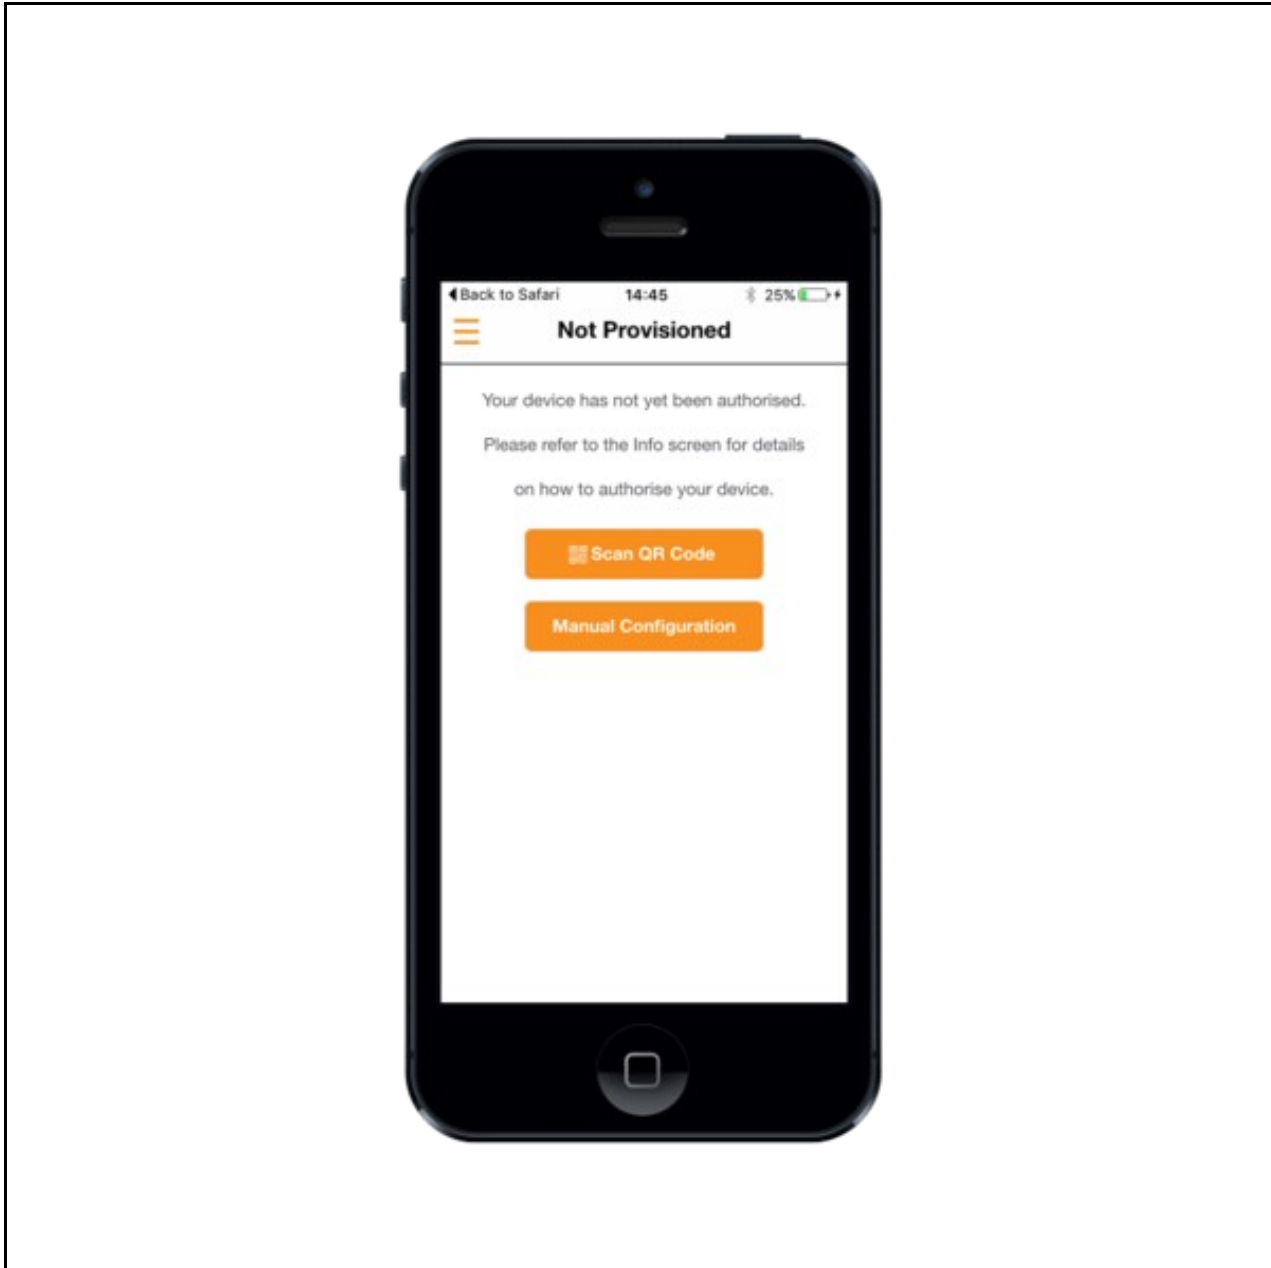 Back to Safari 14:45 25%
Not Provisioned
Your device has not yet been authorised.
Please refer to the Info screen for details
on how to authorise your device.
Scan QR Code
Manual Configuration